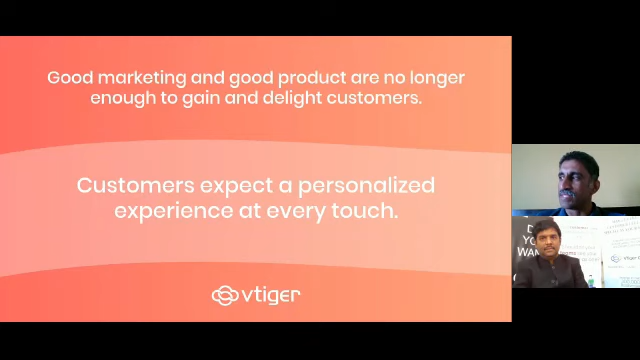 Good marketing and good product are no longer
enough to gain and delight customers.
Customers expect a personalized
experience at every touch.
vtiger
vtiger